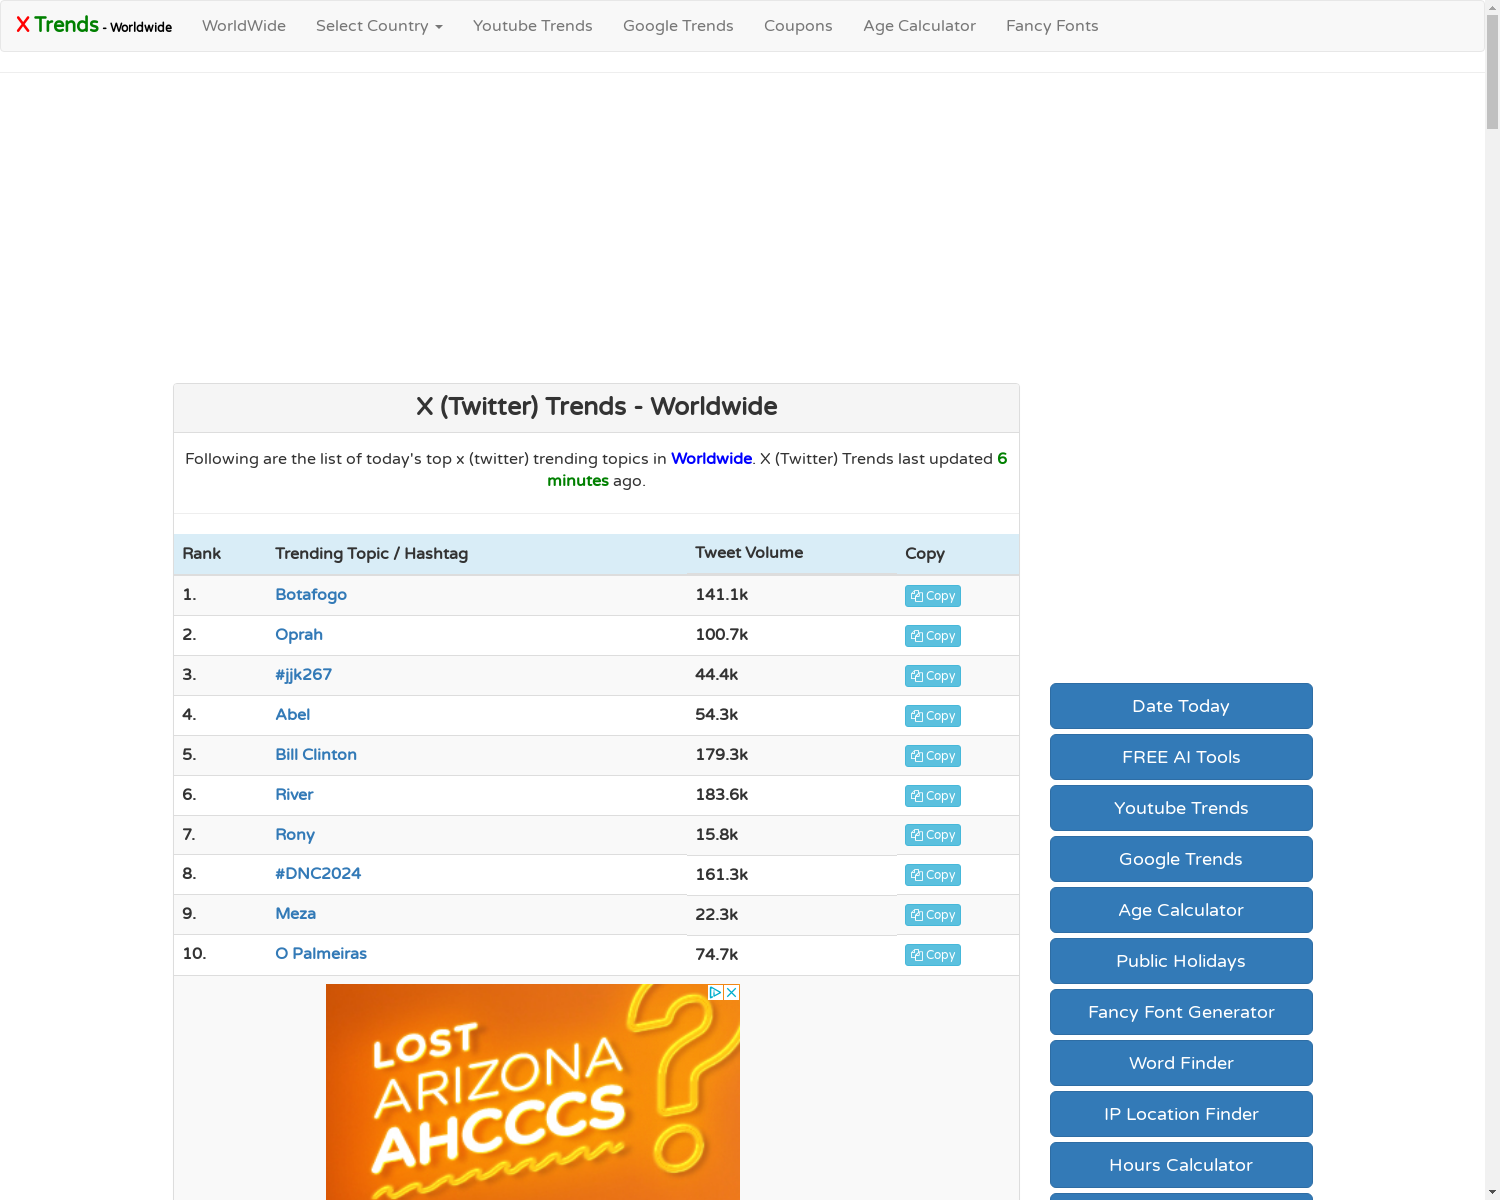 X Trends - Worldwide WorldWide Select Country Youtube Trends Google Trends Coupons Age Calculator Fancy Fonts
X (Twitter) Trends - Worldwide
Following are the list of today's top x (twitter) trending topics in Worldwide. X (Twitter) Trends last updated 6
minutes ago.
Rank Trending Topic / Hashtag Tweet Volume Copy
1. Botafogo 141.1k Copy
2. Oprah 100.7k Copy
3. #jjk267 44.4k Copy
4. Abel 54.3k Copy
5. Bill Clinton 179.3k Copy
6. River 183.6k Copy
7. Rony 15.8k Copy
8. #DNC2024 161.3k Copy
9. Meza 22.3k Copy
10. O Palmeiras 74.7k Copy
LOST
ARIZONA
AHCCCS
?
Date Today
FREE AI Tools
Youtube Trends
Google Trends
Age Calculator
Public Holidays
Fancy Font Generator
Word Finder
IP Location Finder
Hours Calculator